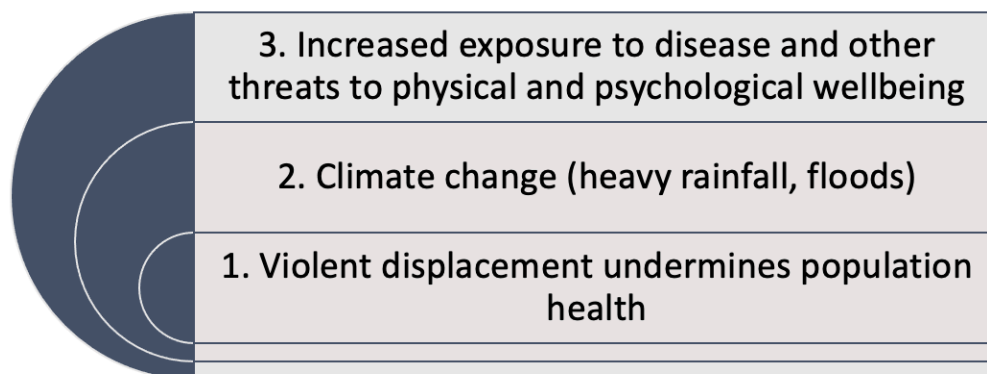 3. Increased exposure to disease and other
threats to physical and psychological wellbeing
2. Climate change (heavy rainfall, floods)
1. Violent displacement undermines population
health